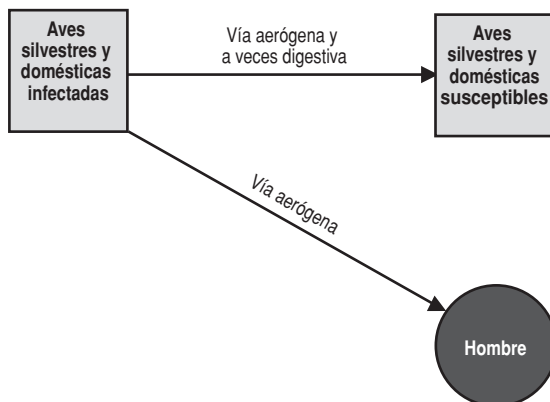 Aves
silvestres y
domésticas
infectadas
Vía aerógena y
a veces digestiva
Aves
silvestres y
domésticas
susceptibles
Vía aerógena
Hombre